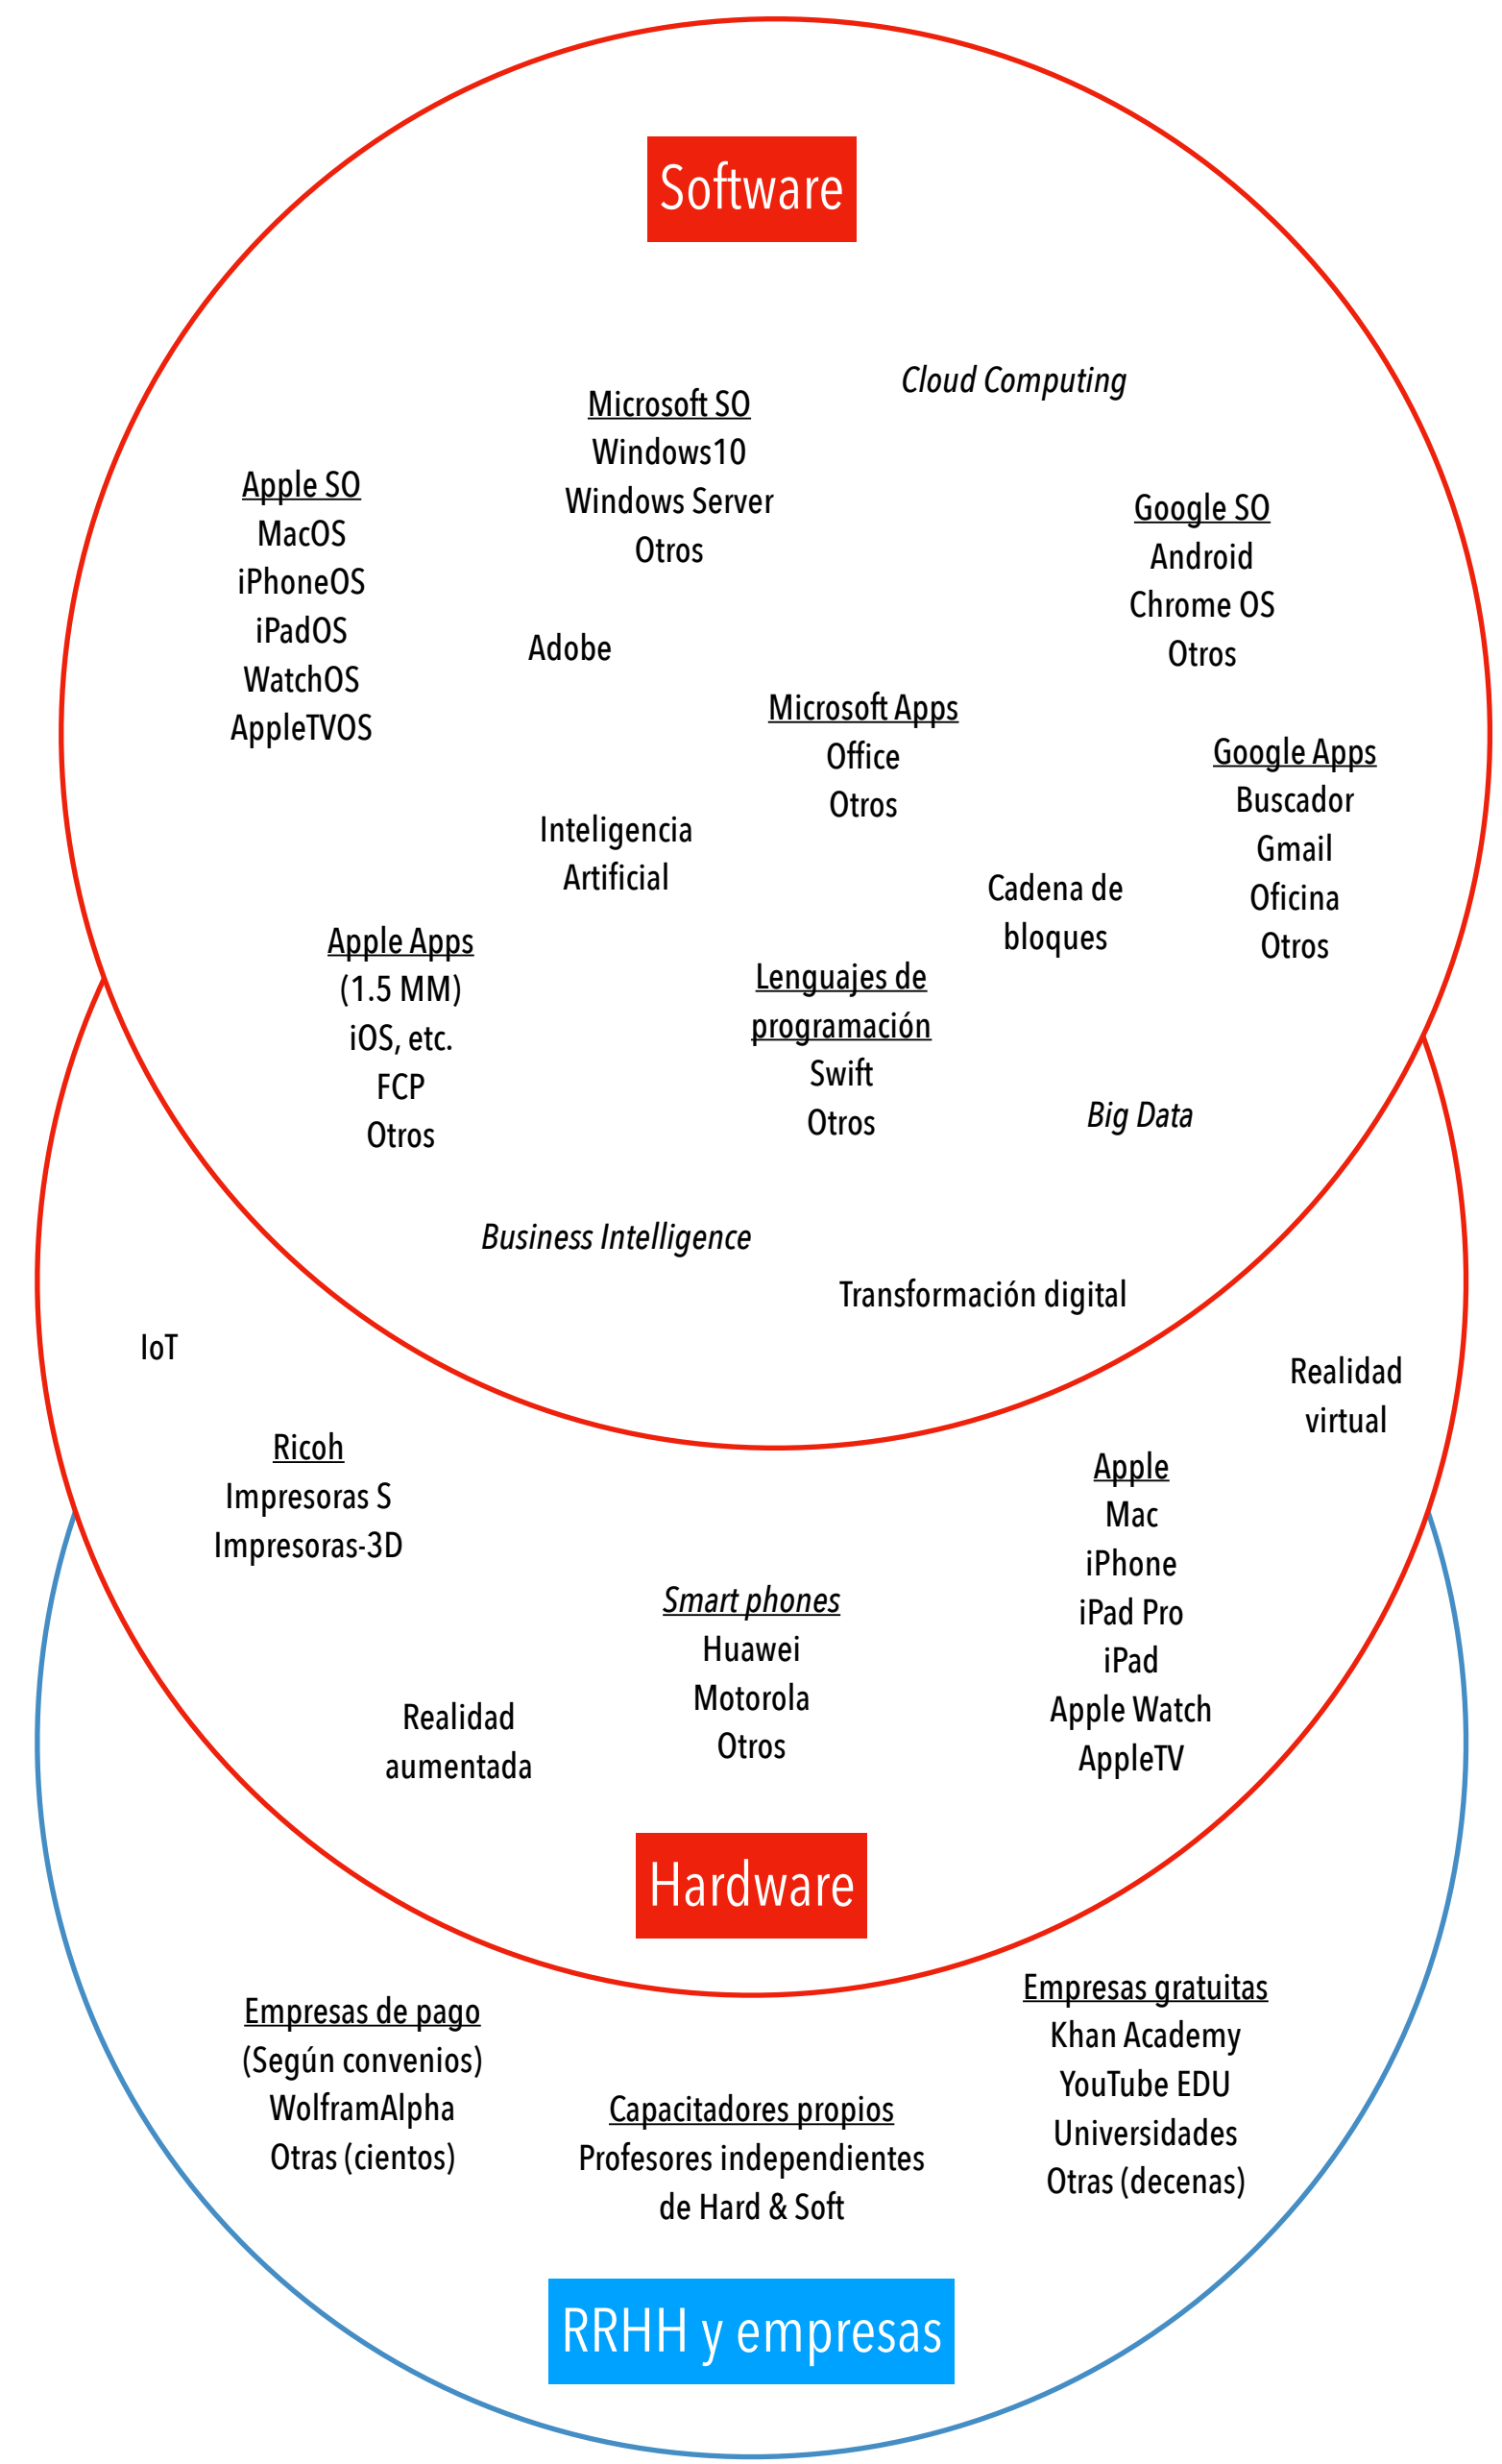 Software
Cloud Computing
Microsoft SO
Windows10
Windows Server
Otros
Apple SO
MacOS
iPhoneOS
iPadOS
WatchOS
AppleTVOS
Google SO
Android
Chrome OS
Otros
Adobe
Microsoft Apps
Office
Otros
Google Apps
Buscador
Gmail
Oficina
Otros
Inteligencia
Artificial
Cadena de
bloques
Apple Apps
(1.5 MM)
iOS, etc.
FCP
Otros
Lenguajes de
programación
Swift
Otros
Big Data
Business Intelligence
Transformación digital
IoT
Realidad
virtual
Ricoh
Impresoras S
Impresoras-3D
Apple
Mac
iPhone
iPad Pro
iPad
Apple Watch
AppleTV
Smart phones
Huawei
Motorola
Otros
Realidad
aumentada
Hardware
Empresas de pago
(Según convenios)
WolframAlpha
Otras (cientos)
Capacitadores propios
Profesores independientes
de Hard & Soft
Empresas gratuitas
Khan Academy
YouTube EDU
Universidades
Otras (decenas)
RRHH y empresas